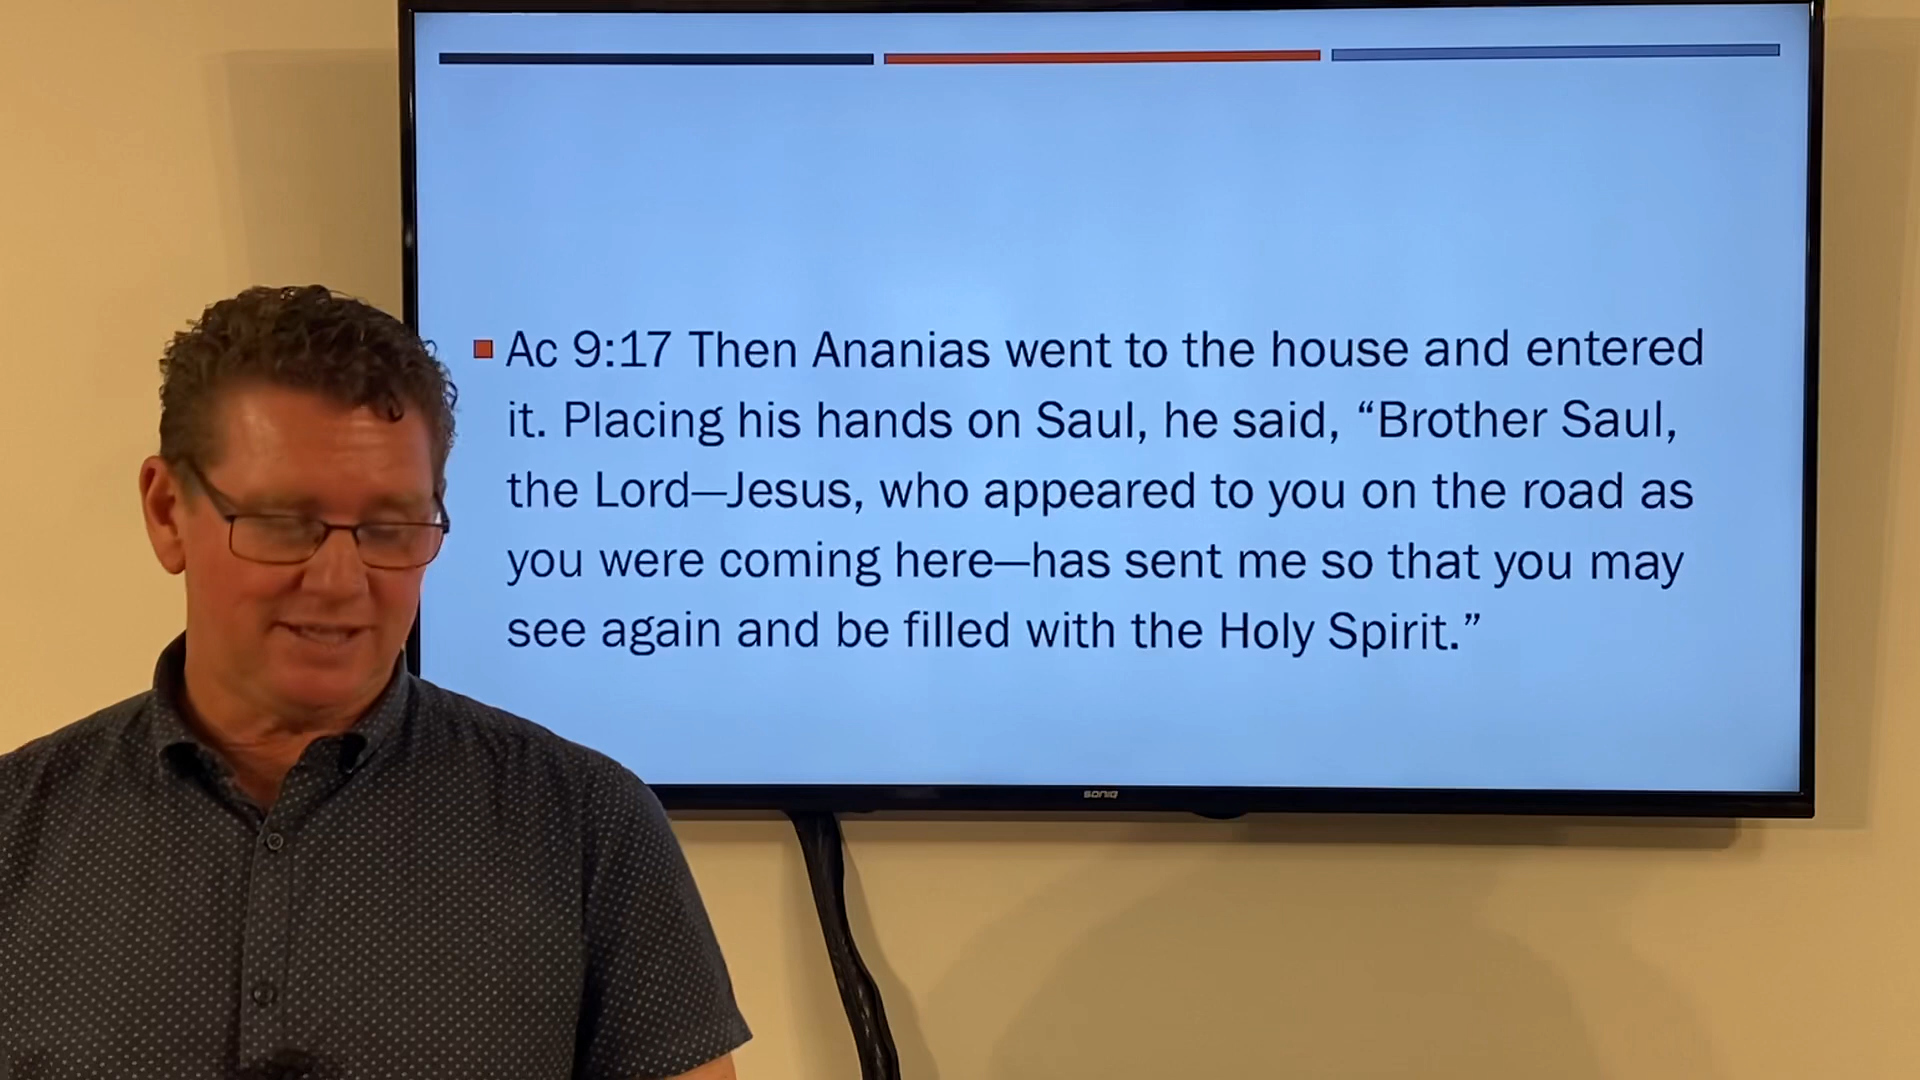 Ac 9:17 Then Ananias went to the house and entered
it. Placing his hands on Saul, he said, “Brother Saul,
the Lord—Jesus, who appeared to you on the road as
you were coming here—has sent me so that you may
see again and be filled with the Holy Spirit.”
SONIQ